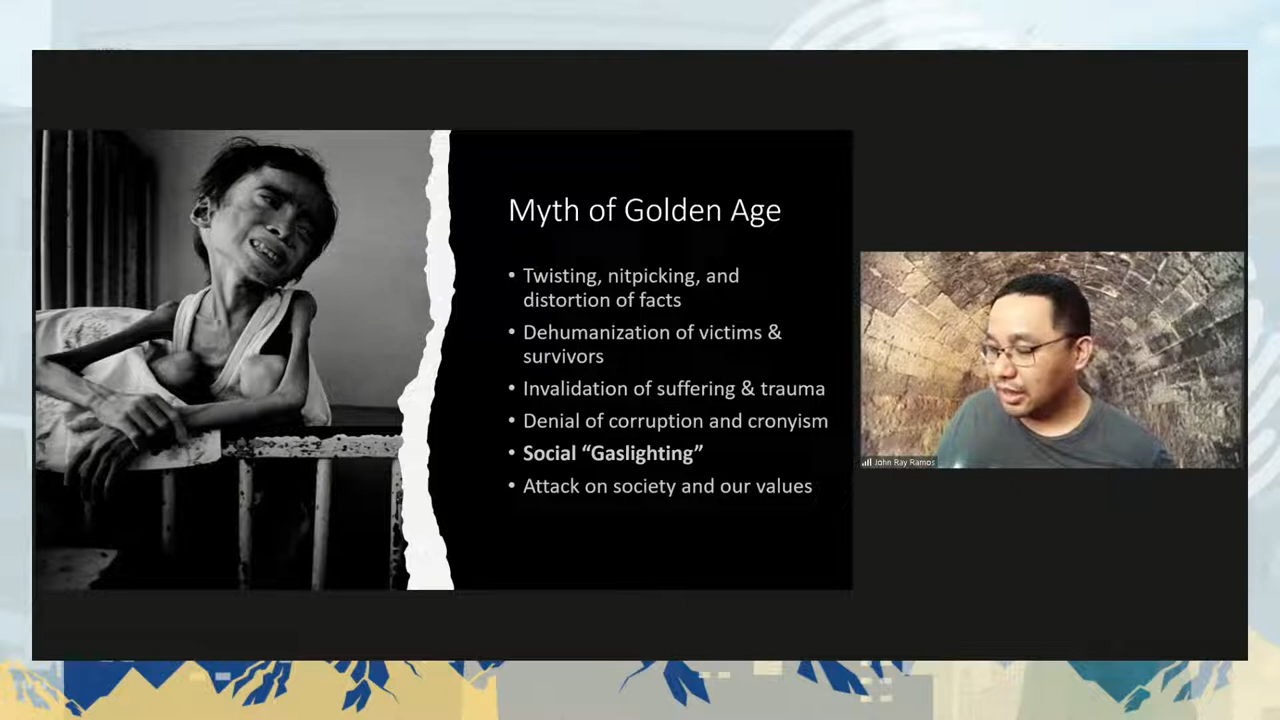 Myth of Golden Age
• Twisting, nitpicking, and
distortion of facts
• Dehumanization of victims &
survivors
• Invalidation of suffering & trauma
• Denial of corruption and cronyism
• Social “Gaslighting”
• Attack on society and our values
John Ray Ramos